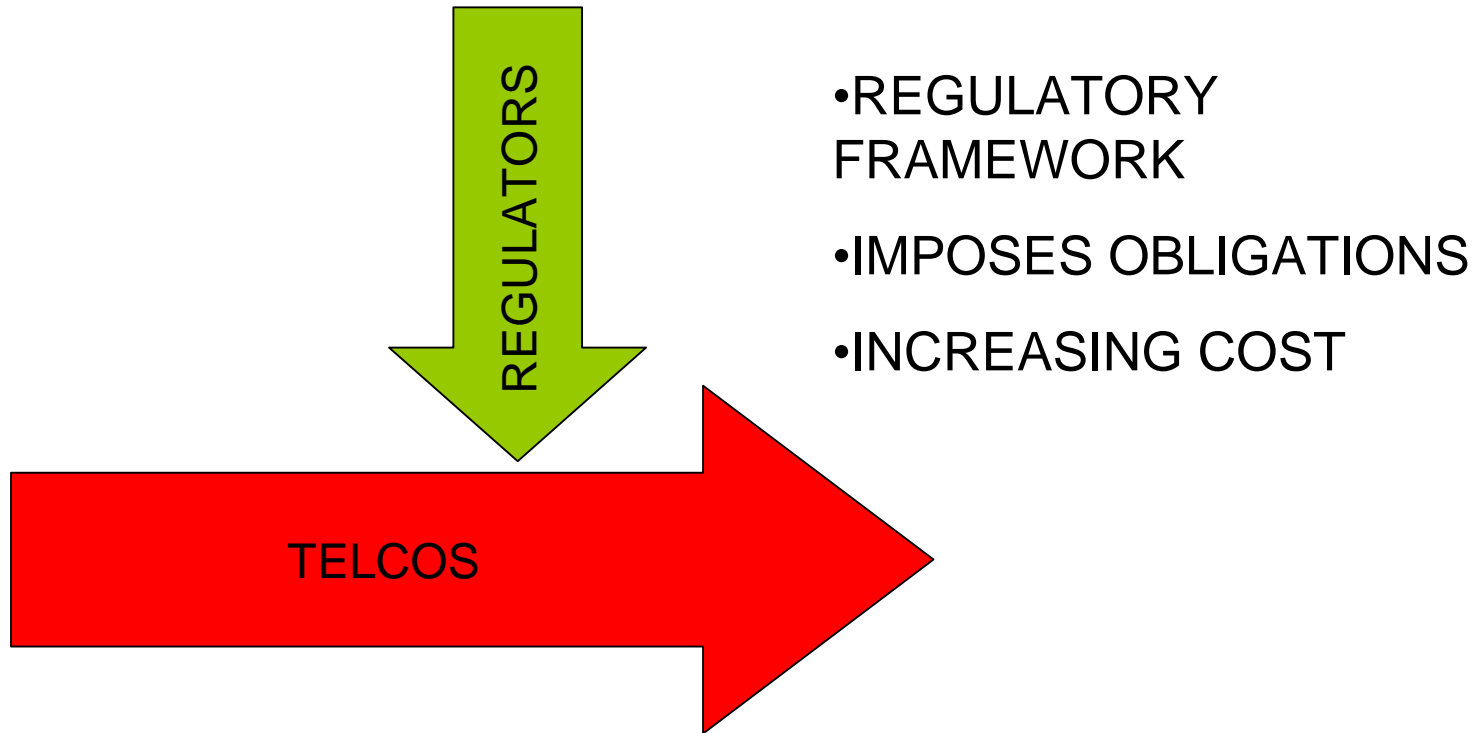 REGULATORS
•REGULATORY
FRAMEWORK
•IMPOSES OBLIGATIONS
•INCREASING COST
TELCOS